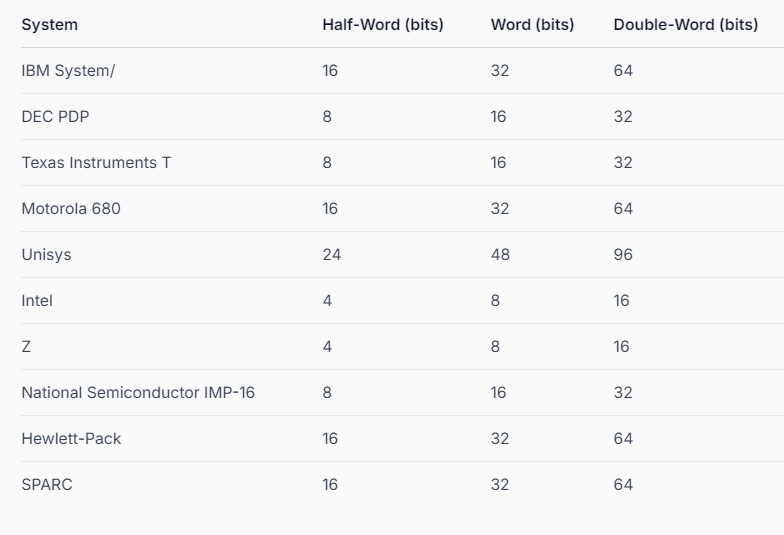 System Half-Word (bits) Word (bits) Double-Word (bits)
IBM System/ 16 32 64
DEC PDP 8 16 32
Texas Instruments T 8 16 32
Motorola 680 16 32 64
Unisys 24 48 96
Intel 4 8 16
Z 4 8 16
National Semiconductor IMP-16 8 16 32
Hewlett-Pack 16 32 64
SPARC 16 32 64